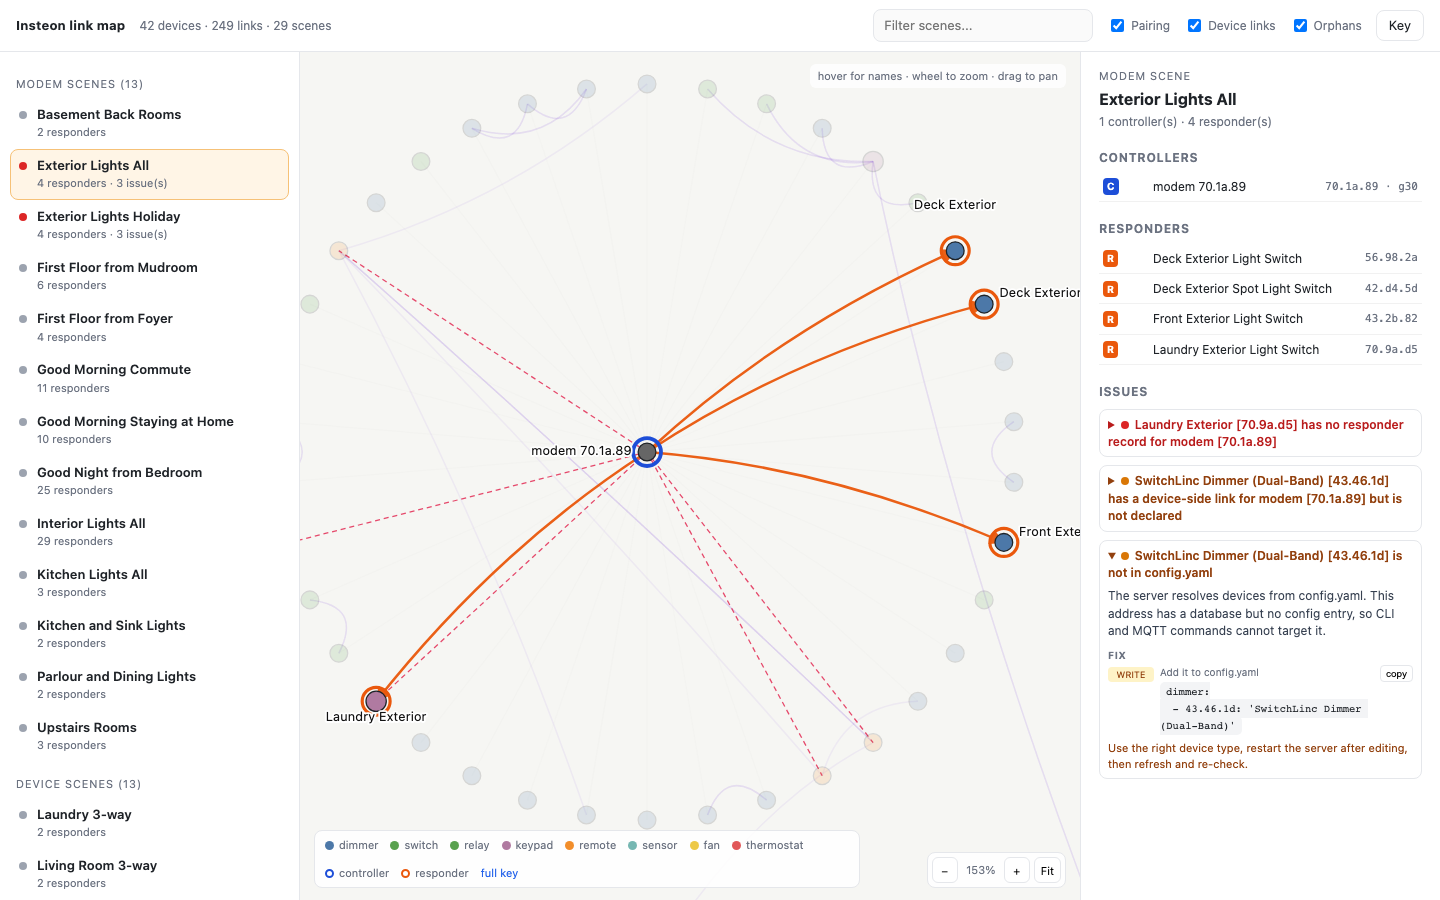 Insteon link map
42 devices · 249 links · 29 scenes
Filter scenes...
Pairing
Device links
Orphans
Key
MODEM SCENES (13)
Basement Back Rooms
2 responders
Exterior Lights All
4 responders · 3 issue(s)
Exterior Lights Holiday
4 responders · 3 issue(s)
First Floor from Mudroom
6 responders
First Floor from Foyer
4 responders
Good Morning Commute
11 responders
Good Morning Staying at Home
10 responders
Good Night from Bedroom
25 responders
Interior Lights All
29 responders
Kitchen Lights All
3 responders
Kitchen and Sink Lights
2 responders
Parlour and Dining Lights
2 responders
Upstairs Rooms
3 responders
DEVICE SCENES (13)
Laundry 3-way
2 responders
Living Room 3-way
2 responders
hover for names · wheel to zoom · drag to pan
Deck Exterior
Deck Exterior
modem 70.1a.89
Front Exte
Laundry Exterior
dimmer
switch
relay
keypad
remote
sensor
fan
thermostat
controller
responder
full key
−
153%
+
Fit
MODEM SCENE
Exterior Lights All
1 controller(s) · 4 responder(s)
CONTROLLERS
C modem 70.1a.89 70.1a.89 · g30
RESPONDERS
R Deck Exterior Light Switch 56.98.2a
R Deck Exterior Spot Light Switch 42.d4.5d
R Front Exterior Light Switch 43.2b.82
R Laundry Exterior Light Switch 70.9a.d5
ISSUES
Laundry Exterior [70.9a.d5] has no responder
record for modem [70.1a.89]
SwitchLinc Dimmer (Dual-Band) [43.46.1d]
has a device-side link for modem [70.1a.89] but is
not declared
SwitchLinc Dimmer (Dual-Band) [43.46.1d] is
not in config.yaml
The server resolves devices from config.yaml. This
address has a database but no config entry, so CLI
and MQTT commands cannot target it.
FIX
WRITE Add it to config.yaml copy
dimmer:
- 43.46.1d: 'SwitchLinc Dimmer
(Dual-Band)'
Use the right device type, restart the server after editing,
then refresh and re-check.